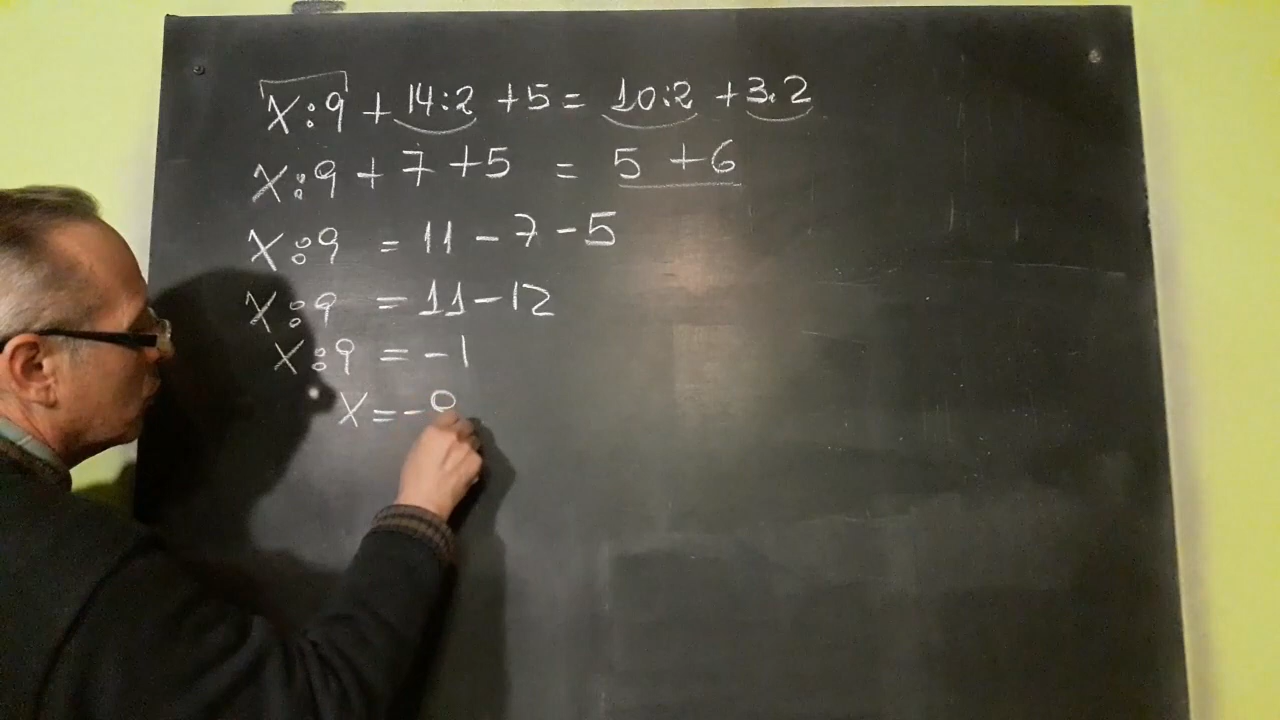 X:9 + 14:2 + 5 = 10:2 + 3.2
X:9 + 7 + 5 = 5 + 6
X:9 = 11 - 7 - 5
X:9 = 11 - 12
X:9 = -1
X = -9